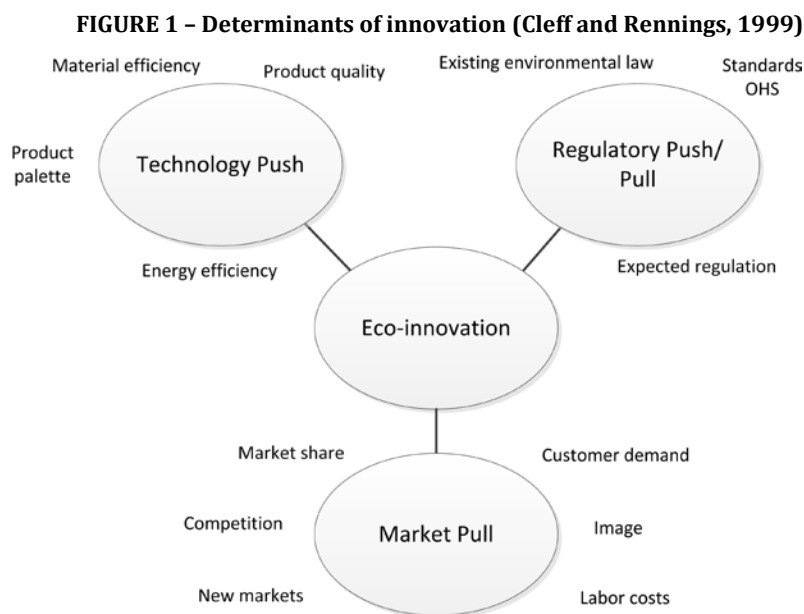 FIGURE 1 – Determinants of innovation (Cleff and Rennings, 1999)
Material efficiency
Product quality
Product
palette
Technology Push
Energy efficiency
Existing environmental law
Standards
OHS
Regulatory Push/
Pull
Expected regulation
Eco-innovation
Market share
Customer demand
Competition
Market Pull
Image
New markets
Labor costs